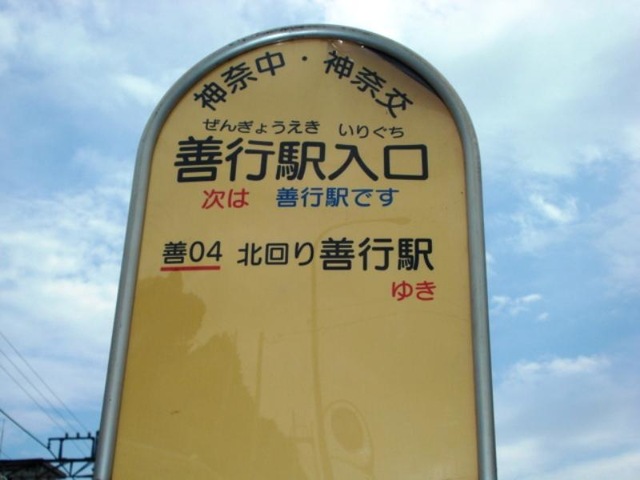 神奈中・神奈交
ぜんぎょうえき いりぐち
善行駅入口
次は 善行駅です
善04 北回り善行駅
ゆき